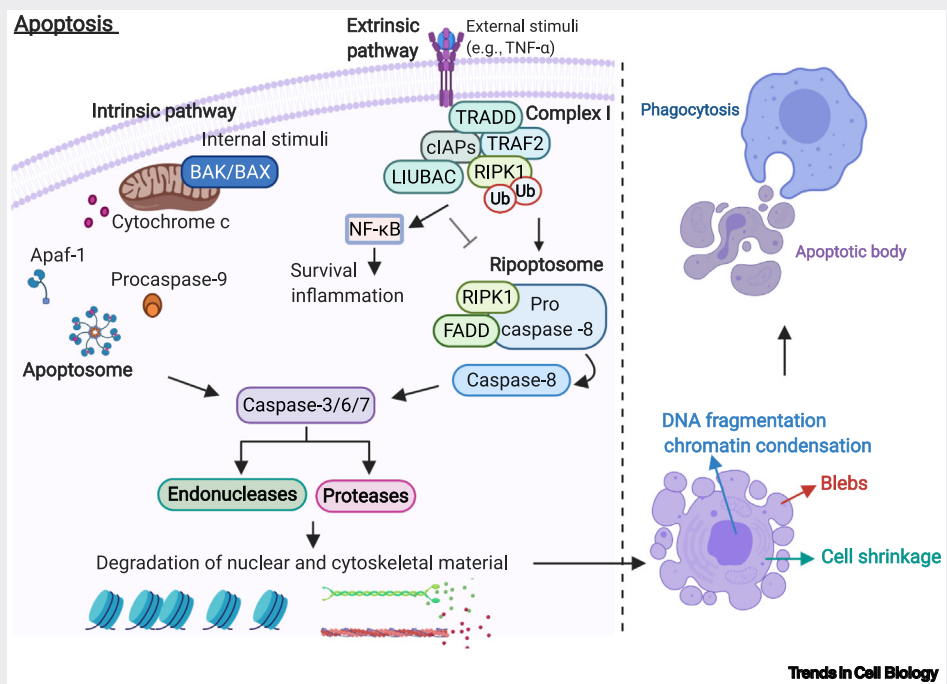 Apoptosis
Extrinsic
pathway
External stimuli
(e.g., TNF-α)
Intrinsic pathway
Internal stimuli
BAK/BAX
Cytochrome c
Apaf-1
Procaspase-9
Apoptosome
Complex I
TRADD
cIAPs
TRAF2
LIUBAC
RIPK1
Ub
Ub
NF-κB
Survival
inflammation
Ripoptosome
RIPK1
FADD
Pro
caspase -8
Caspase-8
Caspase-3/6/7
Endonucleases
Proteases
Degradation of nuclear and cytoskeletal material
Phagocytosis
Apoptotic body
DNA fragmentation
chromatin condensation
Blebs
Cell shrinkage
Trends in Cell Biology